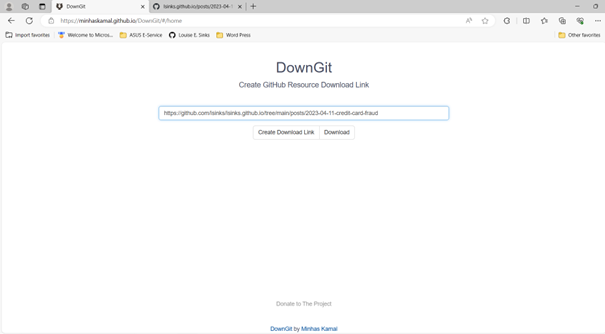 DownGit
lsinks.github.io/posts/2023-04-1
https://minhaskamal.github.io/DownGit/#/home
Import favorites
Welcome to Micros...
ASUS E-Service
Louise E. Sinks
Word Press
Other favorites
DownGit
Create GitHub Resource Download Link
https://github.com/lsinks/lsinks.github.io/tree/main/posts/2023-04-11-credit-card-fraud
Create Download Link
Download
Donate to The Project
DownGit by Minhas Kamal